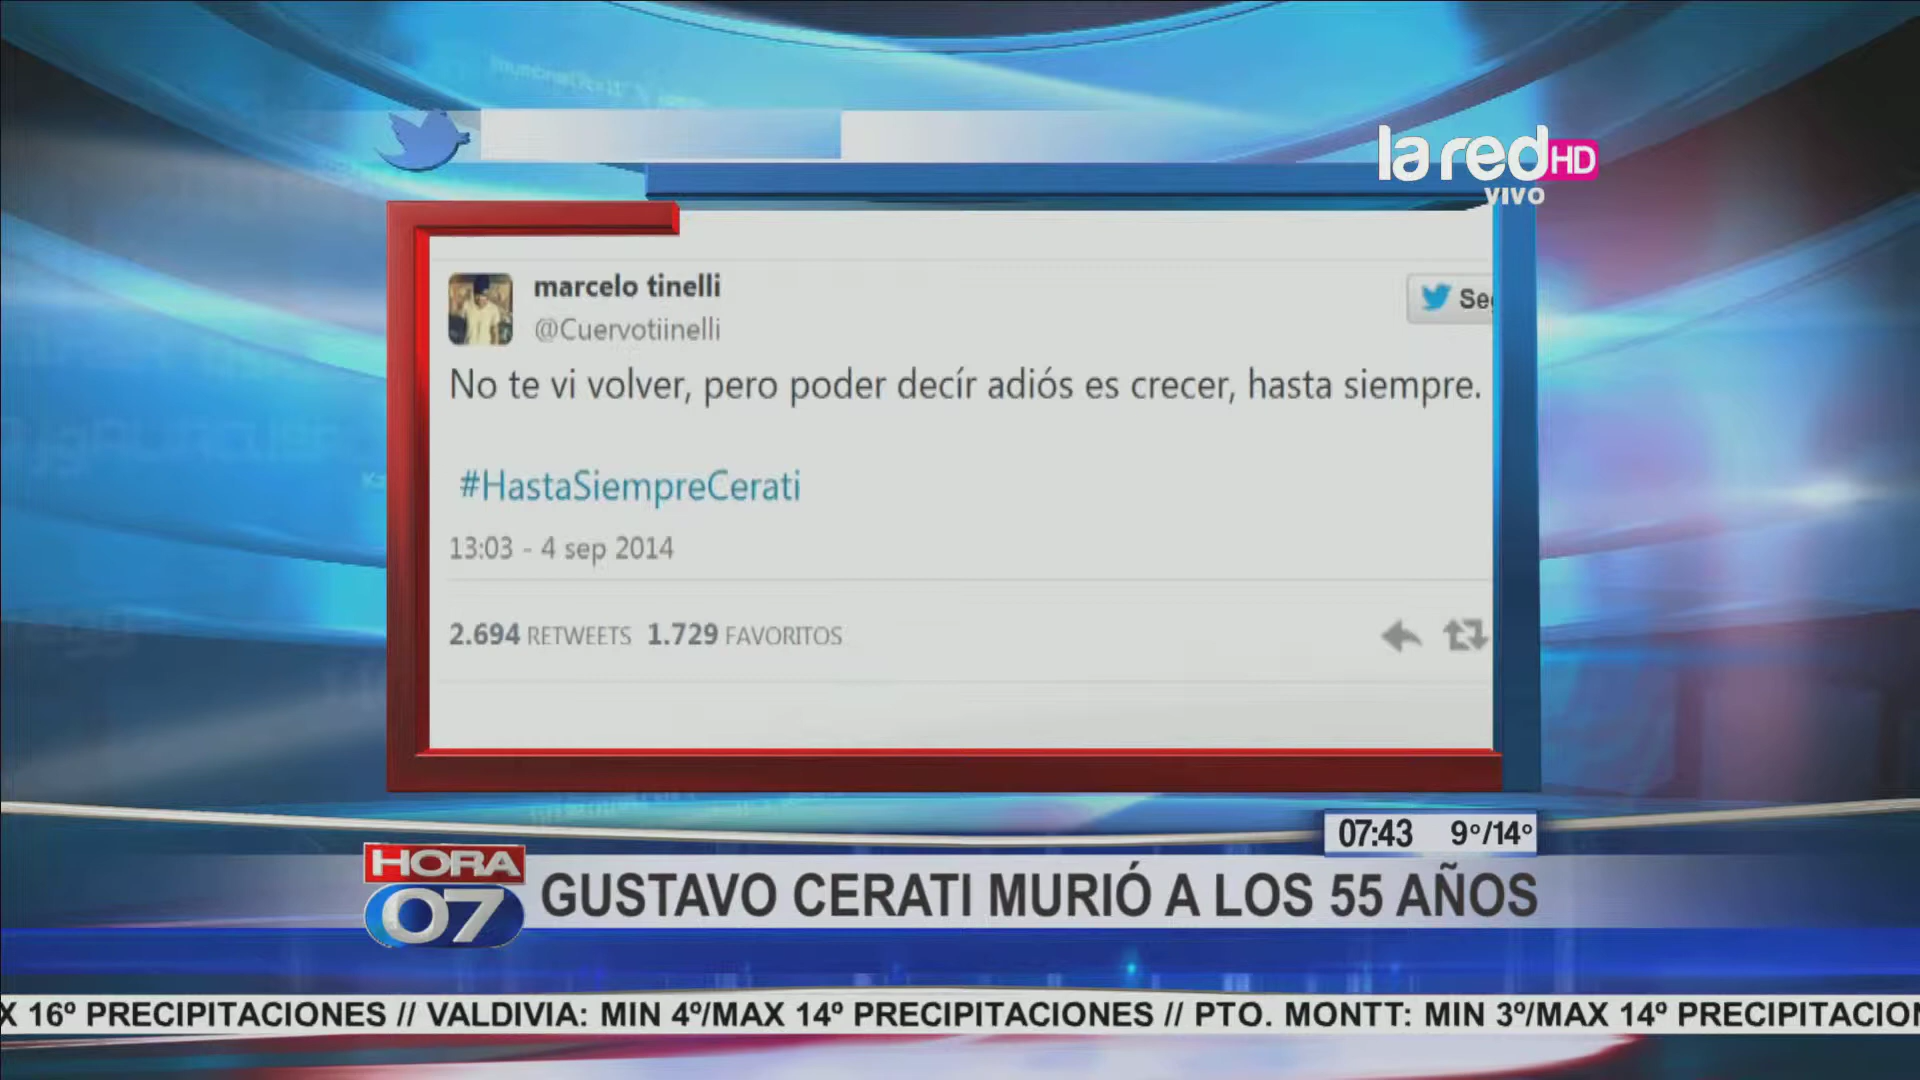 la red HD
VIVO
marcelo tinelli
@Cuervotiinelli
Seg
No te vi volver, pero poder decír adiós es crecer, hasta siempre.
#HastaSiempreCerati
13:03 - 4 sep 2014
2.694 RETWEETS 1.729 FAVORITOS
07:43 9°/14°
HORA
07
GUSTAVO CERATI MURIÓ A LOS 55 AÑOS
X 16º PRECIPITACIONES // VALDIVIA: MIN 4º/MAX 14º PRECIPITACIONES // PTO. MONTT: MIN 3º/MAX 14º PRECIPITACION